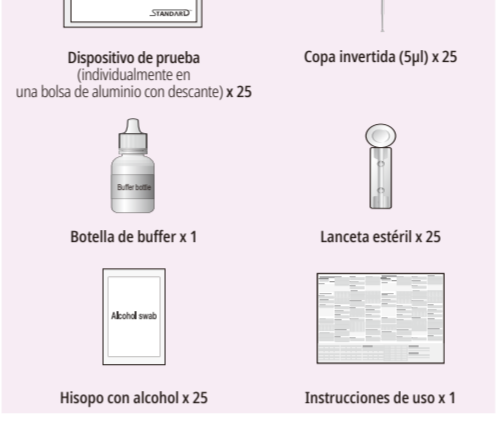 STANDARD
Dispositivo de prueba
(individualmente en
una bolsa de aluminio con descante) x 25
Copa invertida (5μl) x 25
Buffer bottle
Botella de buffer x 1
Lanceta estéril x 25
Alcohol swab
Hisopo con alcohol x 25
Instrucciones de uso x 1